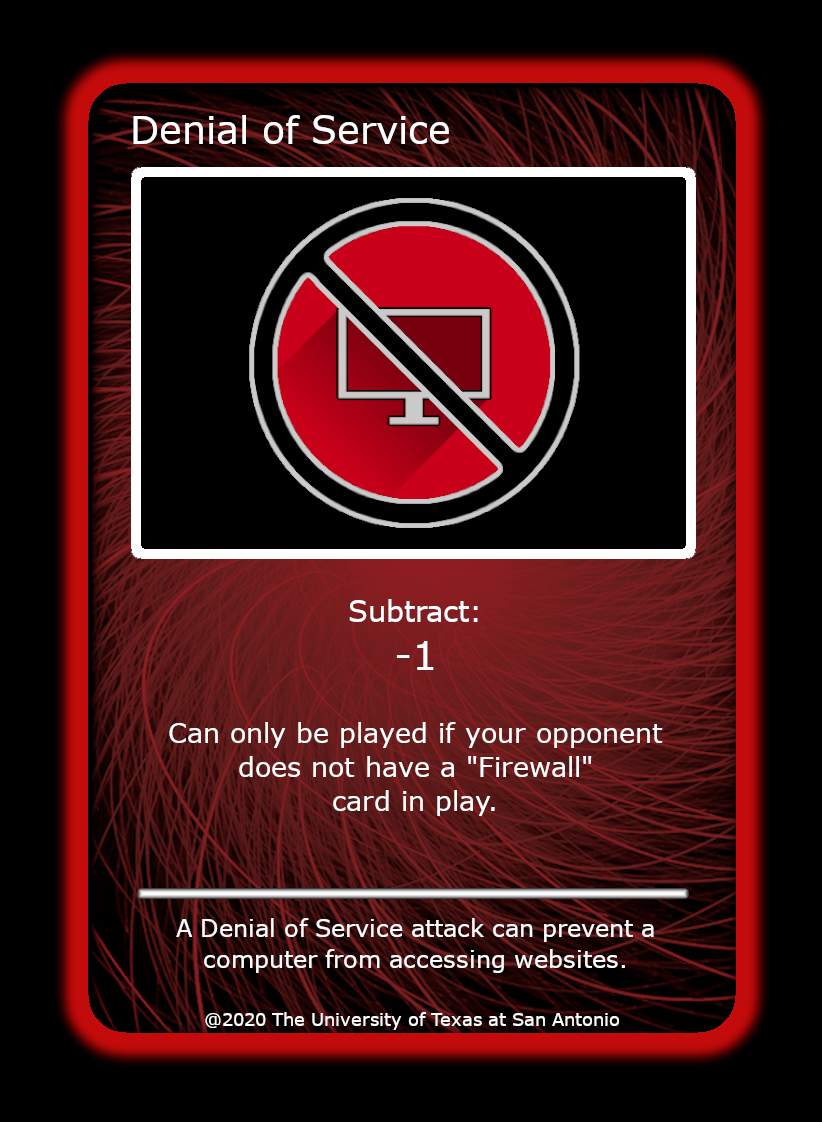 Denial of Service
Subtract:
-1
Can only be played if your opponent
does not have a "Firewall"
card in play.
A Denial of Service attack can prevent a
computer from accessing websites.
@2020 The University of Texas at San Antonio